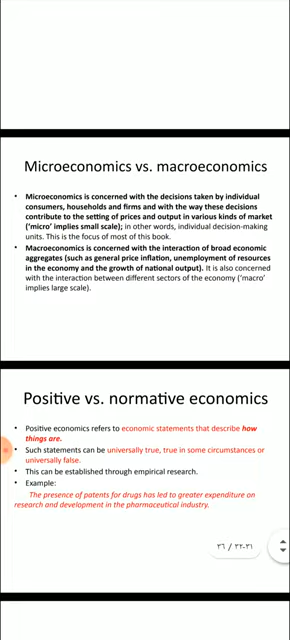 Microeconomics vs. macroeconomics
• Microeconomics is concerned with the decisions taken by individual
consumers, households and firms and with the way these decisions
contribute to the setting of prices and output in various kinds of market
('micro' implies small scale); in other words, individual decision-making
units. This is the focus of most of this book.
• Macroeconomics is concerned with the interaction of broad economic
aggregates (such as general price inflation, unemployment of resources
in the economy and the growth of national output). It is also concerned
with the interaction between different sectors of the economy ('macro'
implies large scale).
Positive vs. normative economics
• Positive economics refers to economic statements that describe how
things are.
• Such statements can be universally true, true in some circumstances or
universally false.
• This can be established through empirical research.
• Example:
The presence of patents for drugs has led to greater expenditure on
research and development in the pharmaceutical industry.
٣٦ / ٣٢-٣١